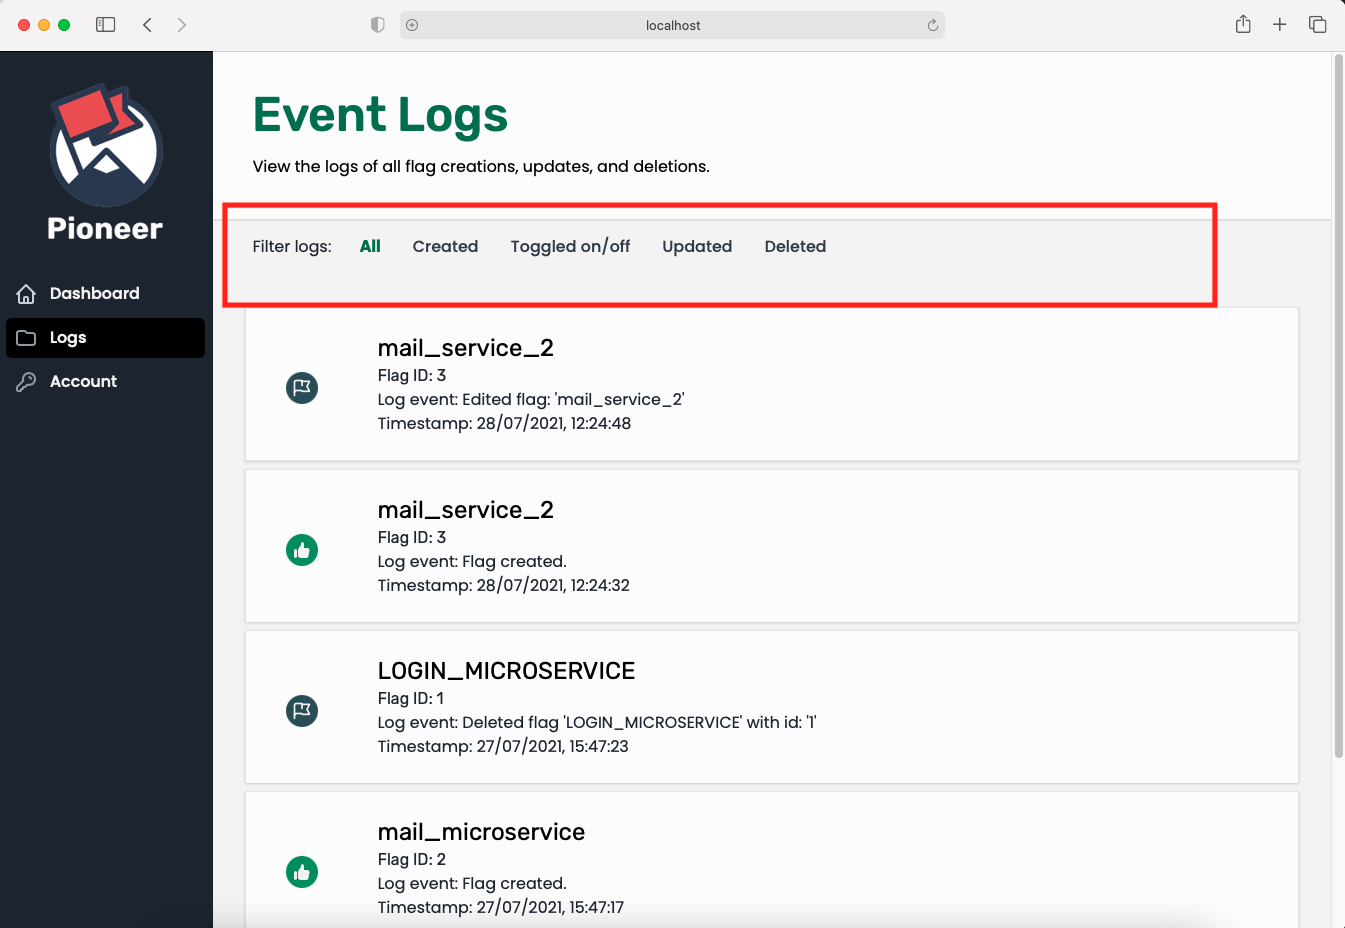 localhost
Pioneer
Dashboard
Logs
Account
Event Logs
View the logs of all flag creations, updates, and deletions.
Filter logs: All Created Toggled on/off Updated Deleted
mail_service_2
Flag ID: 3
Log event: Edited flag: 'mail_service_2'
Timestamp: 28/07/2021, 12:24:48
mail_service_2
Flag ID: 3
Log event: Flag created.
Timestamp: 28/07/2021, 12:24:32
LOGIN_MICROSERVICE
Flag ID: 1
Log event: Deleted flag 'LOGIN_MICROSERVICE' with id: '1'
Timestamp: 27/07/2021, 15:47:23
mail_microservice
Flag ID: 2
Log event: Flag created.
Timestamp: 27/07/2021, 15:47:17